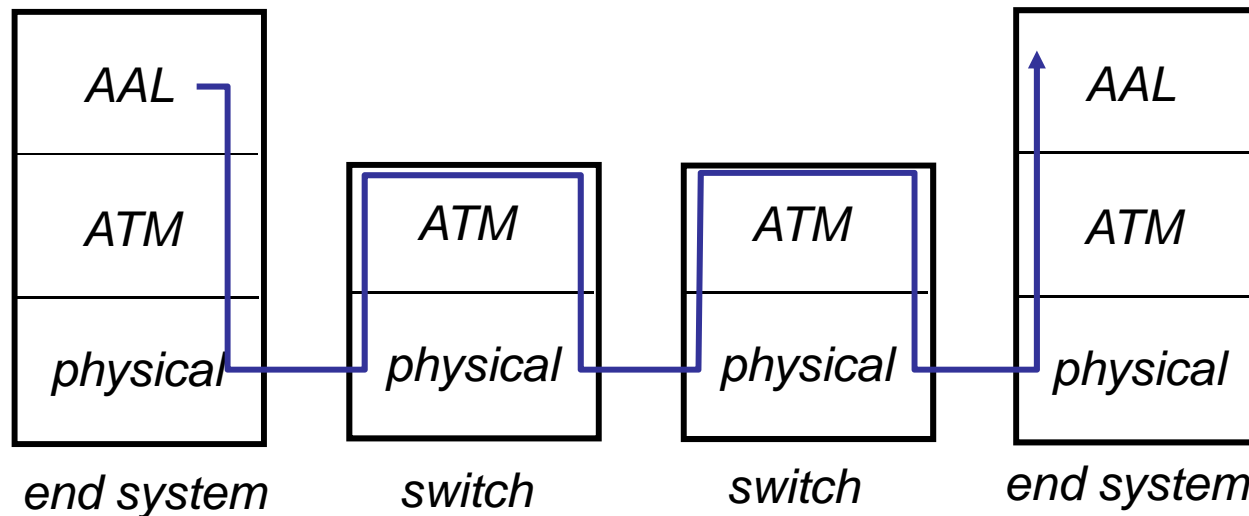 AAL
ATM
physical
end system
ATM
physical
switch
ATM
physical
switch
AAL
ATM
physical
end system